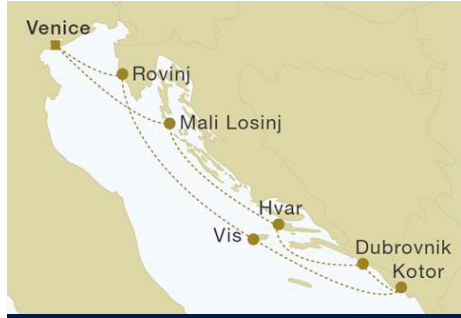 Venice
Rovinj
Mali Losinj
Hvar
Vis
Dubrovnik
Kotor